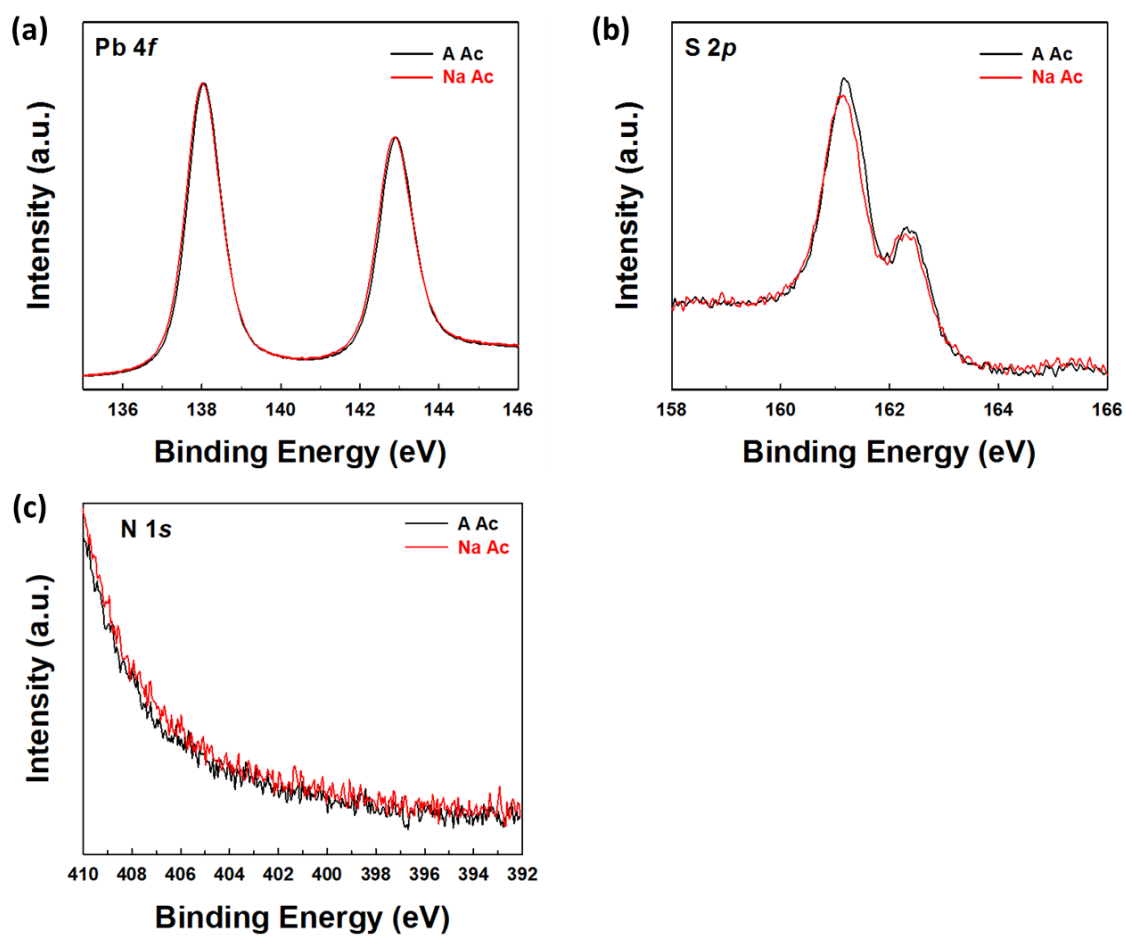 (a)
Pb 4f
A Ac
Na Ac
Intensity (a.u.)
136 138 140 142 144 146
Binding Energy (eV)
(b)
S 2p
A Ac
Na Ac
Intensity (a.u.)
158 160 162 164 166
Binding Energy (eV)
(c)
N 1s
A Ac
Na Ac
Intensity (a.u.)
410 408 406 404 402 400 398 396 394 392
Binding Energy (eV)